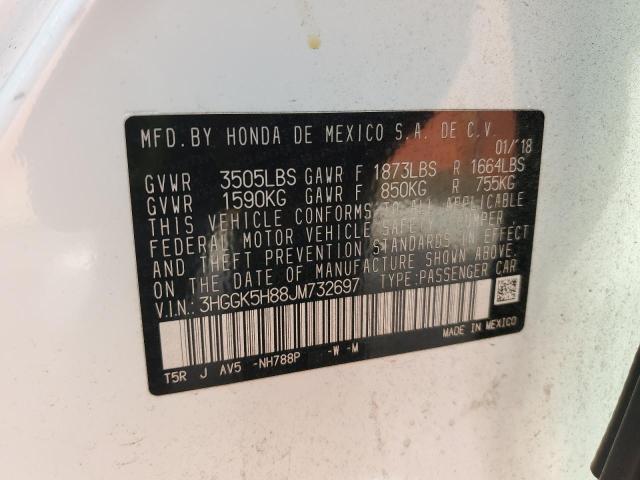 MFD. BY HONDA DE MEXICO S.A. DE C.V.
01/'18
GVWR 3505LBS GAWR F 1873LBS R 1664LBS
GVWR 1590KG GAWR F 850KG R 755KG
THIS VEHICLE CONFORMS TO ALL APPLICABLE
FEDERAL MOTOR VEHICLE SAFETY, BUMPER
AND THEFT PREVENTION STANDARDS IN EFFECT
ON THE DATE OF MANUFACTURE SHOWN ABOVE.
V.I.N.: 3HGGK5H88JM732697 TYPE: PASSENGER CAR
T5R J AV5 -NH788P -W -M MADE IN MEXICO